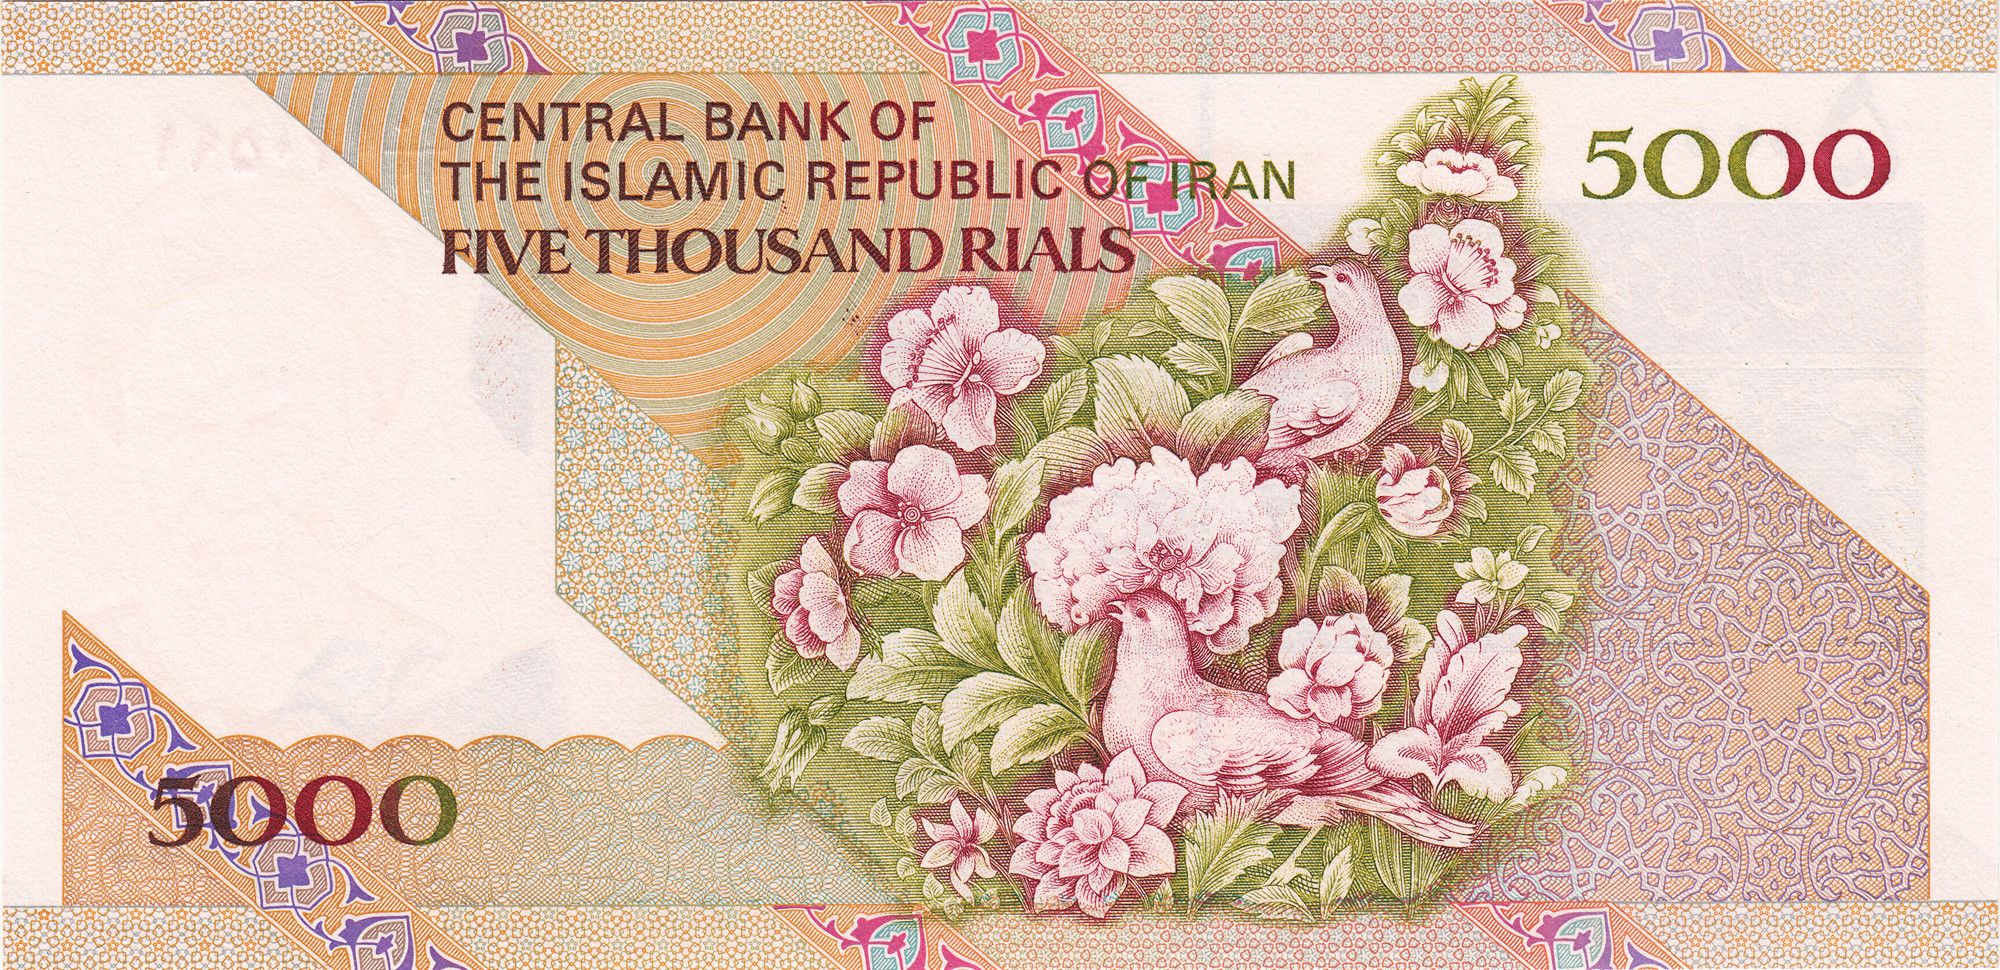 CENTRAL BANK OF
THE ISLAMIC REPUBLIC OF IRAN
FIVE THOUSAND RIALS
5000
5000